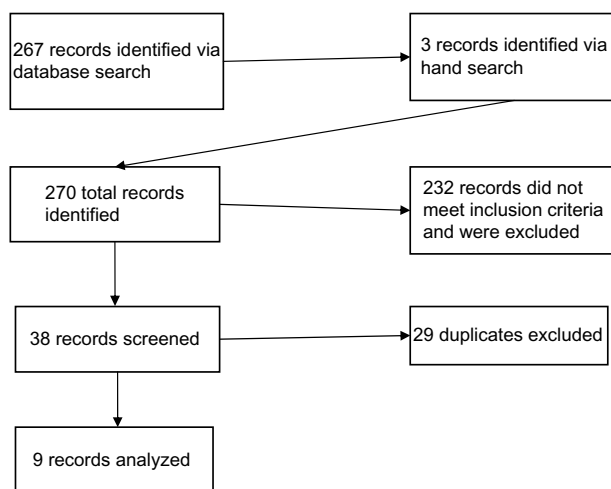 267 records identified via
database search
3 records identified via
hand search
270 total records
identified
232 records did not
meet inclusion criteria
and were excluded
38 records screened
29 duplicates excluded
9 records analyzed